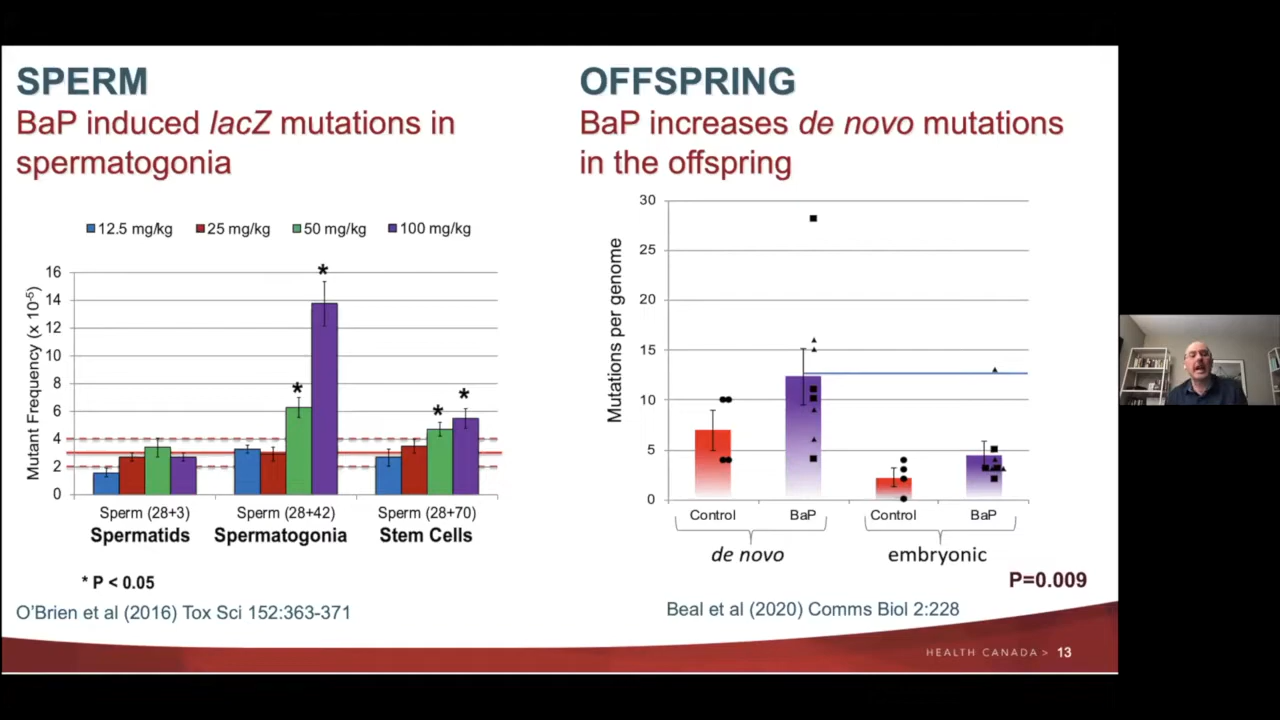 SPERM
BaP induced lacZ mutations in
spermatogonia
12.5 mg/kg 25 mg/kg 50 mg/kg 100 mg/kg
Mutant Frequency (x 10-5)
16
14
12
10
8
6
4
2
0
* * * *
Sperm (28+3) Sperm (28+42) Sperm (28+70)
Spermatids Spermatogonia Stem Cells
* P < 0.05
O'Brien et al (2016) Tox Sci 152:363-371
OFFSPRING
BaP increases de novo mutations
in the offspring
Mutations per genome
30
25
20
15
10
5
0
Control BaP Control BaP
de novo embryonic
P=0.009
Beal et al (2020) Comms Biol 2:228
HEALTH CANADA > 13